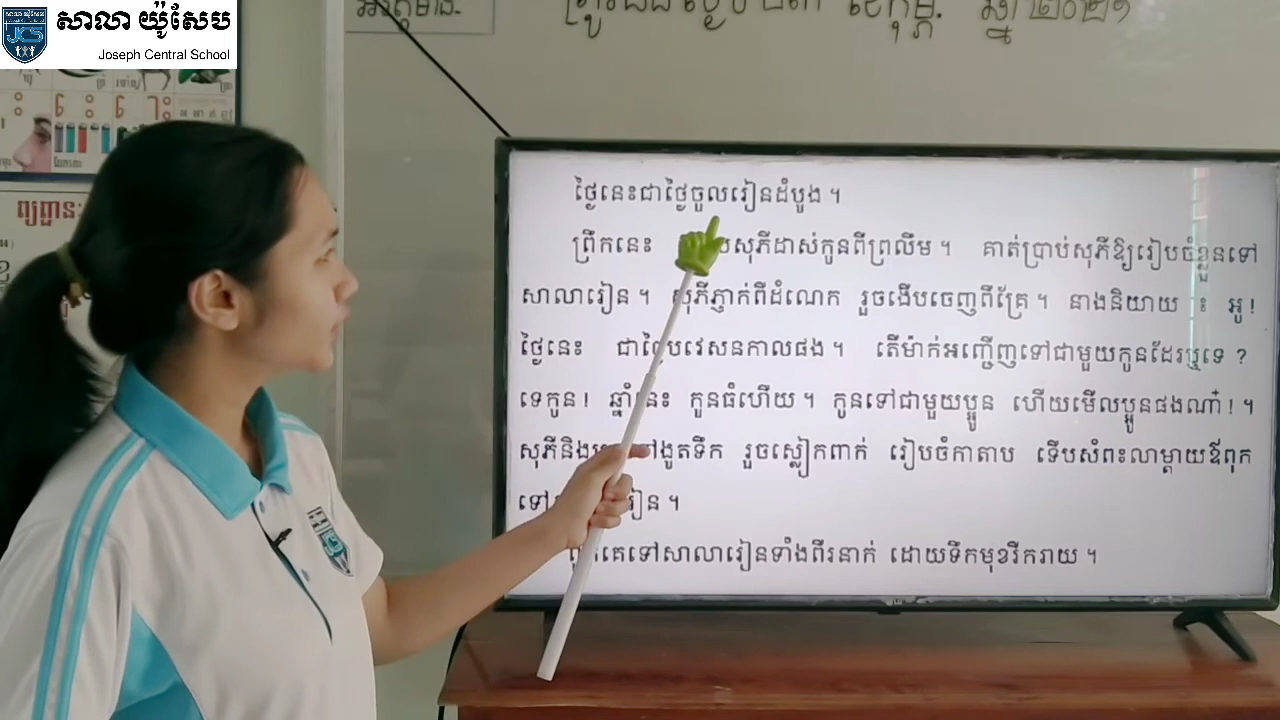 សាលា យ៉ូសែប
Joseph Central School
ព្យញ្ជនៈ
ថ្ងៃនេះជាថ្ងៃចូលរៀនដំបូង ។
ព្រឹកនេះ សុភីដាស់កូនពីព្រលឹម ។ គាត់ប្រាប់សុភីឱ្យរៀបចំខ្លួនទៅ
សាលារៀន ។ សុភីភ្ញាក់ពីដំណេក រួចងើបចេញពីគ្រែ ។ នាងនិយាយ ៖ អូ !
ថ្ងៃនេះ ជាថ្ងៃបវេសនកាលផង ។ តើម៉ាក់អញ្ជើញទៅជាមួយកូនដែរឬទេ ?
ទេកូន ! ឆ្នាំនេះ កូនធំហើយ ។ កូនទៅជាមួយប្អូន ហើយមើលប្អូនផងណា៎ ! ។
សុភីនិង ងូតទឹក រួចស្លៀកពាក់ រៀបចំកាតាប ទើបសំពះលាម្ដាយឪពុក
ទៅ រៀន ។
គេទៅសាលារៀនទាំងពីរនាក់ ដោយទឹកមុខរីករាយ ។